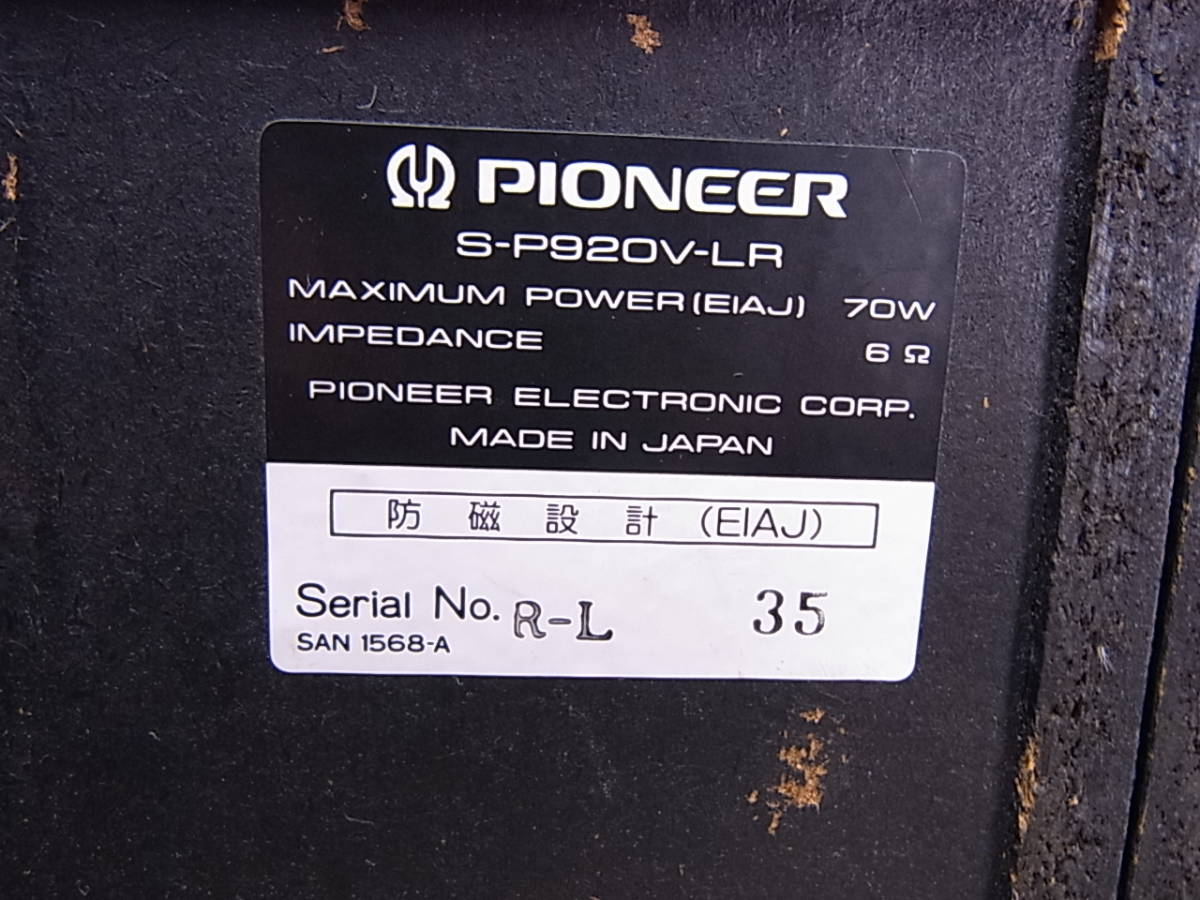 PIONEER
S-P920V-LR
MAXIMUM POWER(EIAJ) 70W
IMPEDANCE 6 Ω
PIONEER ELECTRONIC CORP.
MADE IN JAPAN
防磁設計 (EIAJ)
Serial No. R-L 35
SAN 1568-A